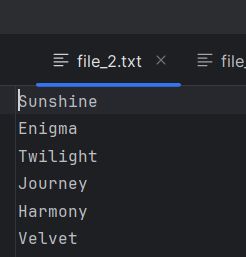 file_2.txt file_
Sunshine
Enigma
Twilight
Journey
Harmony
Velvet